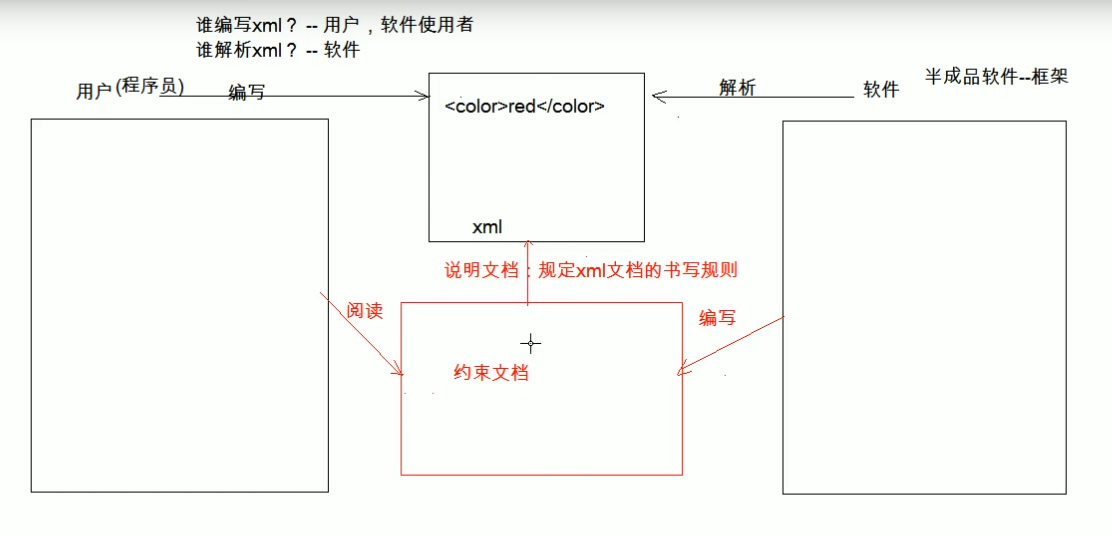 谁编写xml？ -- 用户，软件使用者
谁解析xml？ -- 软件
用户(程序员)
编写
<color>red</color>
xml
解析
软件
半成品软件--框架
说明文档：规定xml文档的书写规则
阅读
编写
约束文档